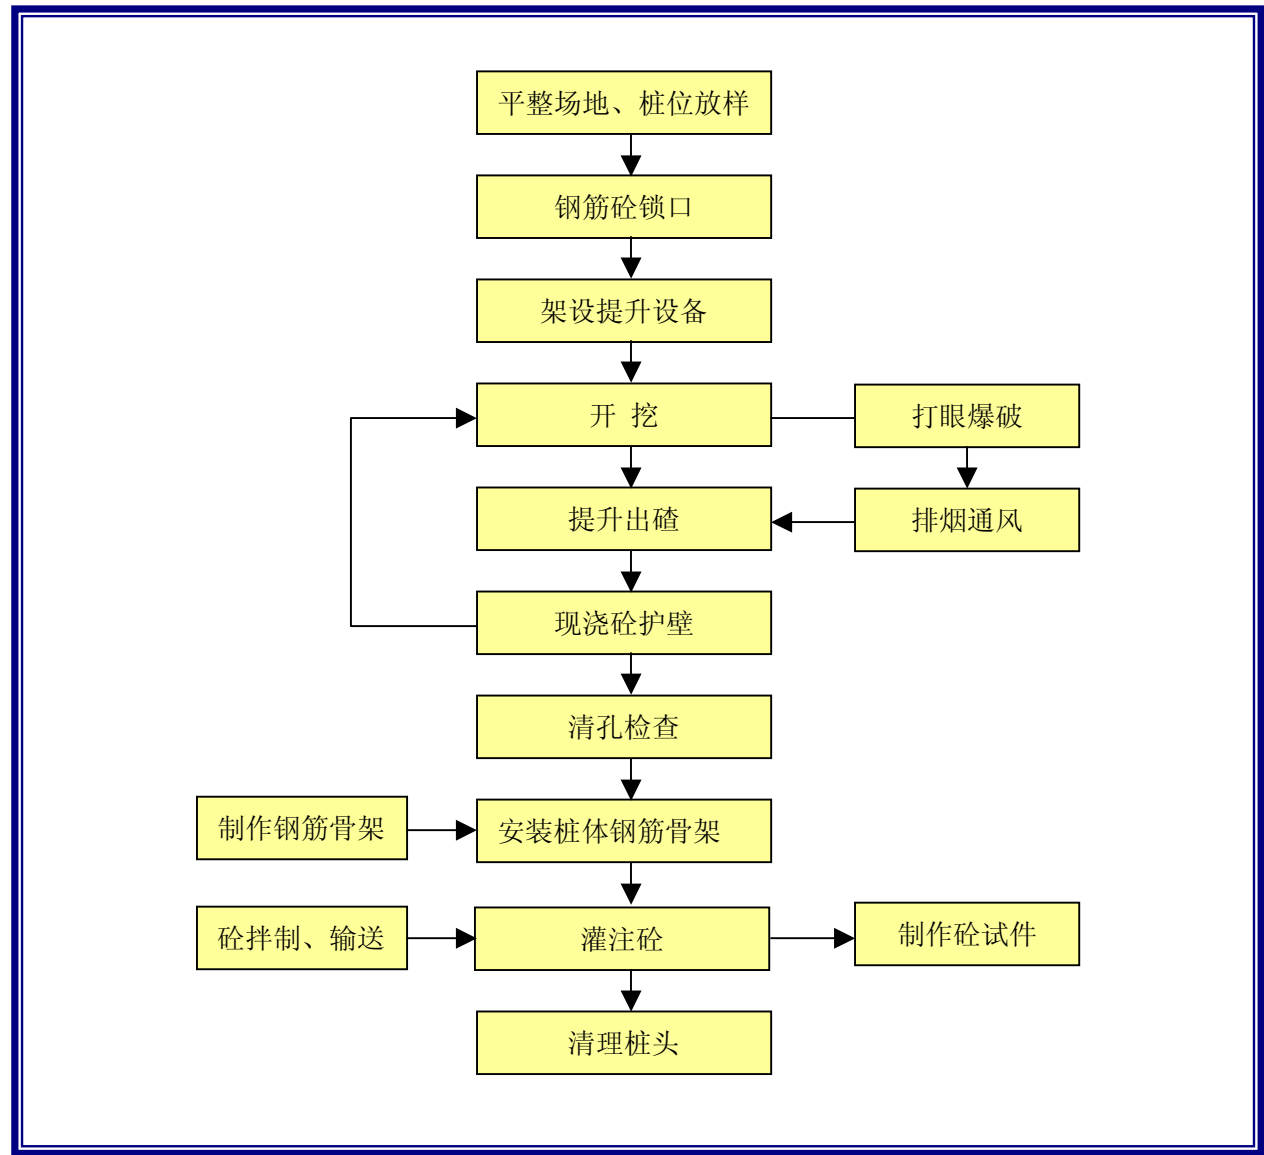 平整场地、桩位放样
钢筋砼锁口
架设提升设备
开 挖
打眼爆破
提升出碴
排烟通风
现浇砼护壁
清孔检查
制作钢筋骨架
安装桩体钢筋骨架
砼拌制、输送
灌注砼
制作砼试件
清理桩头